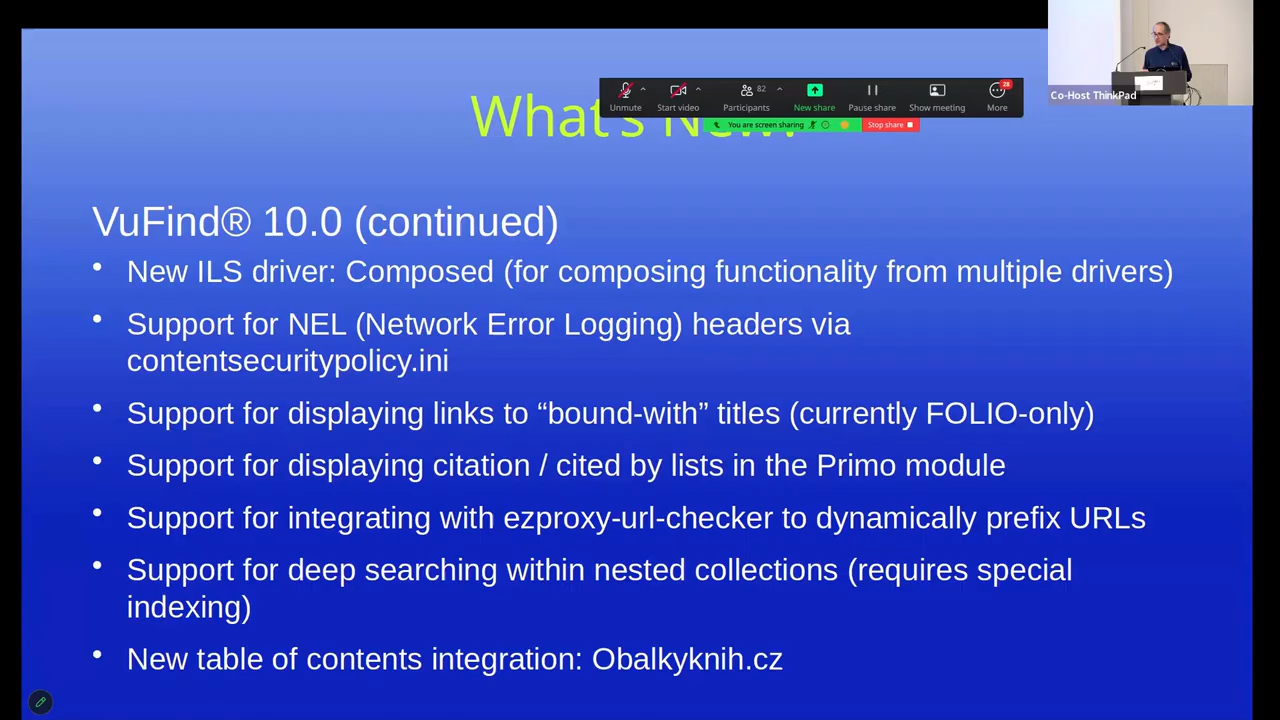 Unmute
Start video
82
Participants
New share
Pause share
Show meeting
28
More
Co-Host ThinkPad
You are screen sharing
Stop share
What's New?
VuFind® 10.0 (continued)
• New ILS driver: Composed (for composing functionality from multiple drivers)
• Support for NEL (Network Error Logging) headers via
contentsecuritypolicy.ini
• Support for displaying links to “bound-with” titles (currently FOLIO-only)
• Support for displaying citation / cited by lists in the Primo module
• Support for integrating with ezproxy-url-checker to dynamically prefix URLs
• Support for deep searching within nested collections (requires special
indexing)
• New table of contents integration: Obalkyknih.cz